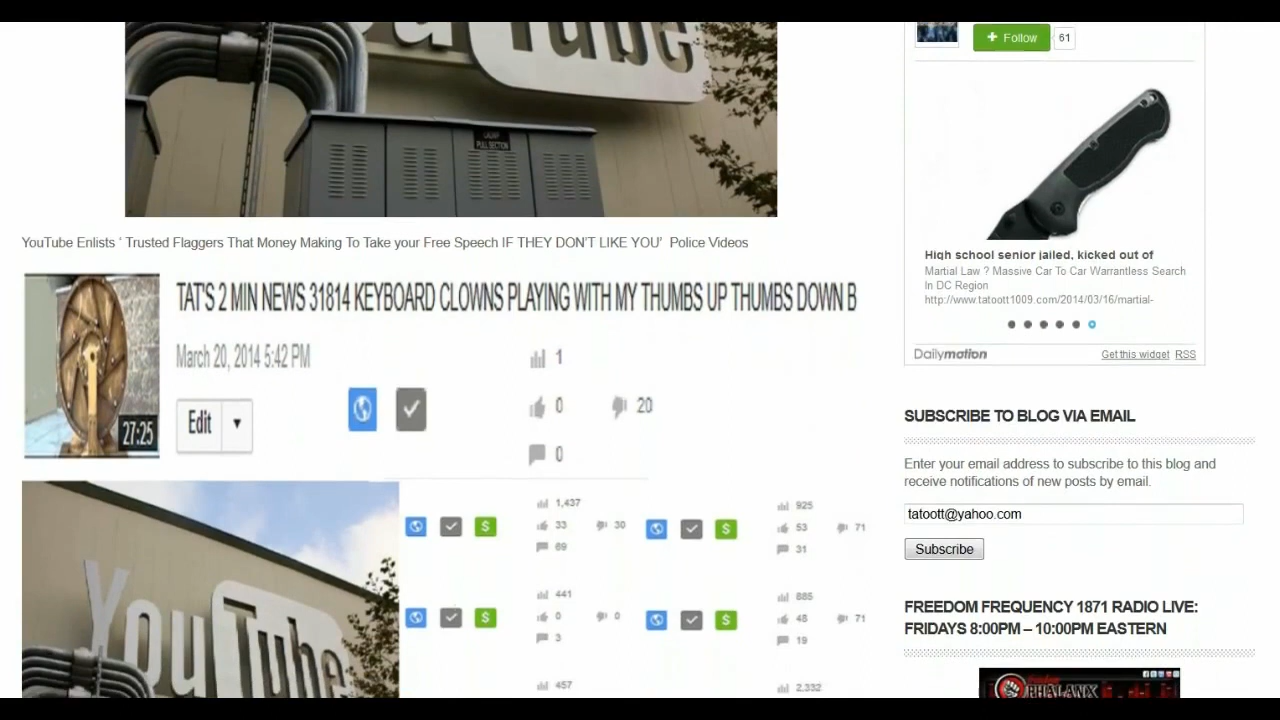 YouTube
PULL SECTION
YouTube Enlists ‘ Trusted Flaggers That Money Making To Take your Free Speech IF THEY DON'T LIKE YOU’ Police Videos
TAT'S 2 MIN NEWS 31814 KEYBOARD CLOWNS PLAYING WITH MY THUMBS UP THUMBS DOWN B
March 20, 2014 5:42 PM
1
Edit
0
20
27:25
0
YouTube
$
1,437
33
30
69
$
925
53
71
31
$
441
0
0
3
$
885
48
71
19
457
2,332
+ Follow
61
High school senior jailed, kicked out of
Martial Law ? Massive Car To Car Warrantless Search
In DC Region
http://www.tatoott1009.com/2014/03/16/martial-
Dailymotion
Get this widget
RSS
SUBSCRIBE TO BLOG VIA EMAIL
Enter your email address to subscribe to this blog and
receive notifications of new posts by email.
tatoott@yahoo.com
Subscribe
FREEDOM FREQUENCY 1871 RADIO LIVE:
FRIDAYS 8:00PM – 10:00PM EASTERN
PHALANX